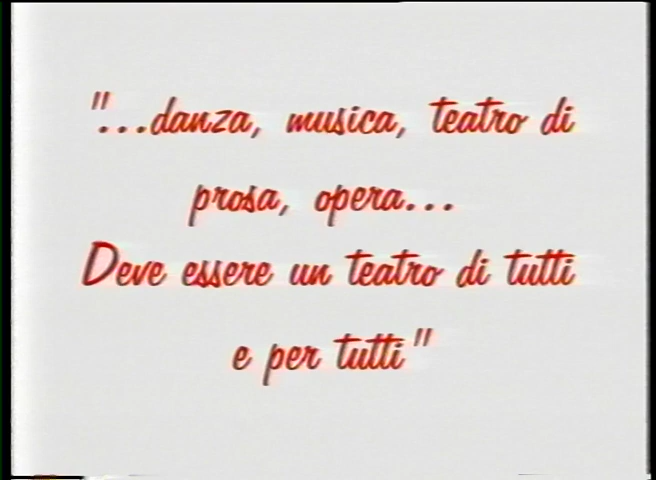 "...danza, musica, teatro di
prosa, opera...
Deve essere un teatro di tutti
e per tutti"